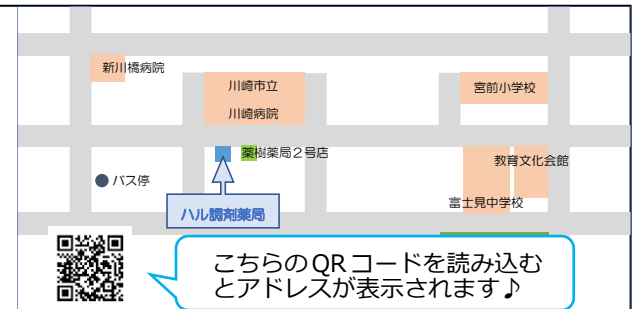 新川橋病院
川崎市立
川崎病院
宮前小学校
薬樹薬局２号店
教育文化会館
バス停
富士見中学校
ハル調剤薬局
こちらのQRコードを読み込む
とアドレスが表示されます♪